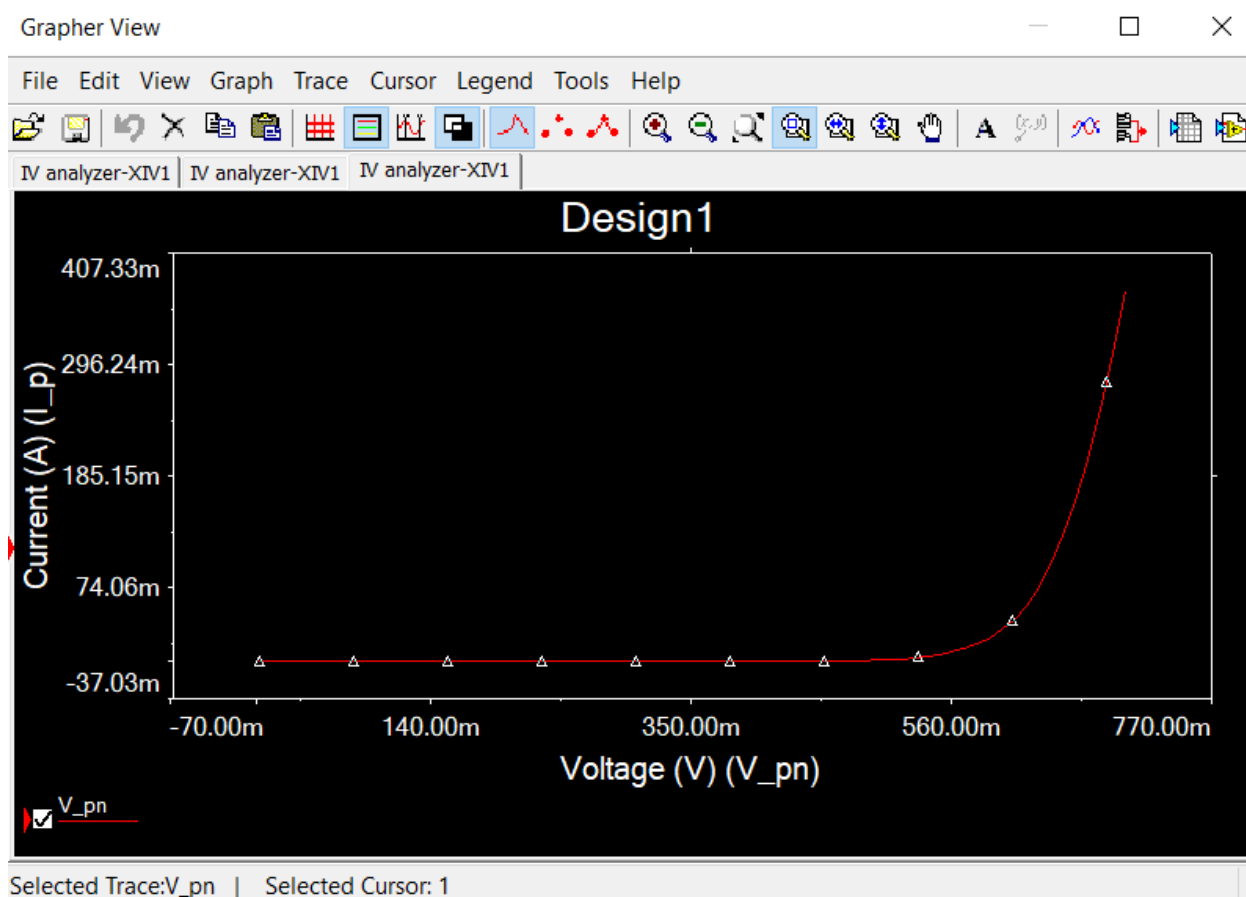 Grapher View
File Edit View Graph Trace Cursor Legend Tools Help
A (x,y)
IV analyzer-XIV1 IV analyzer-XIV1 IV analyzer-XIV1
Design1
407.33m
296.24m
185.15m
74.06m
-37.03m
Current (A) (I_p)
-70.00m 140.00m 350.00m 560.00m 770.00m
Voltage (V) (V_pn)
V_pn
Selected Trace:V_pn | Selected Cursor: 1